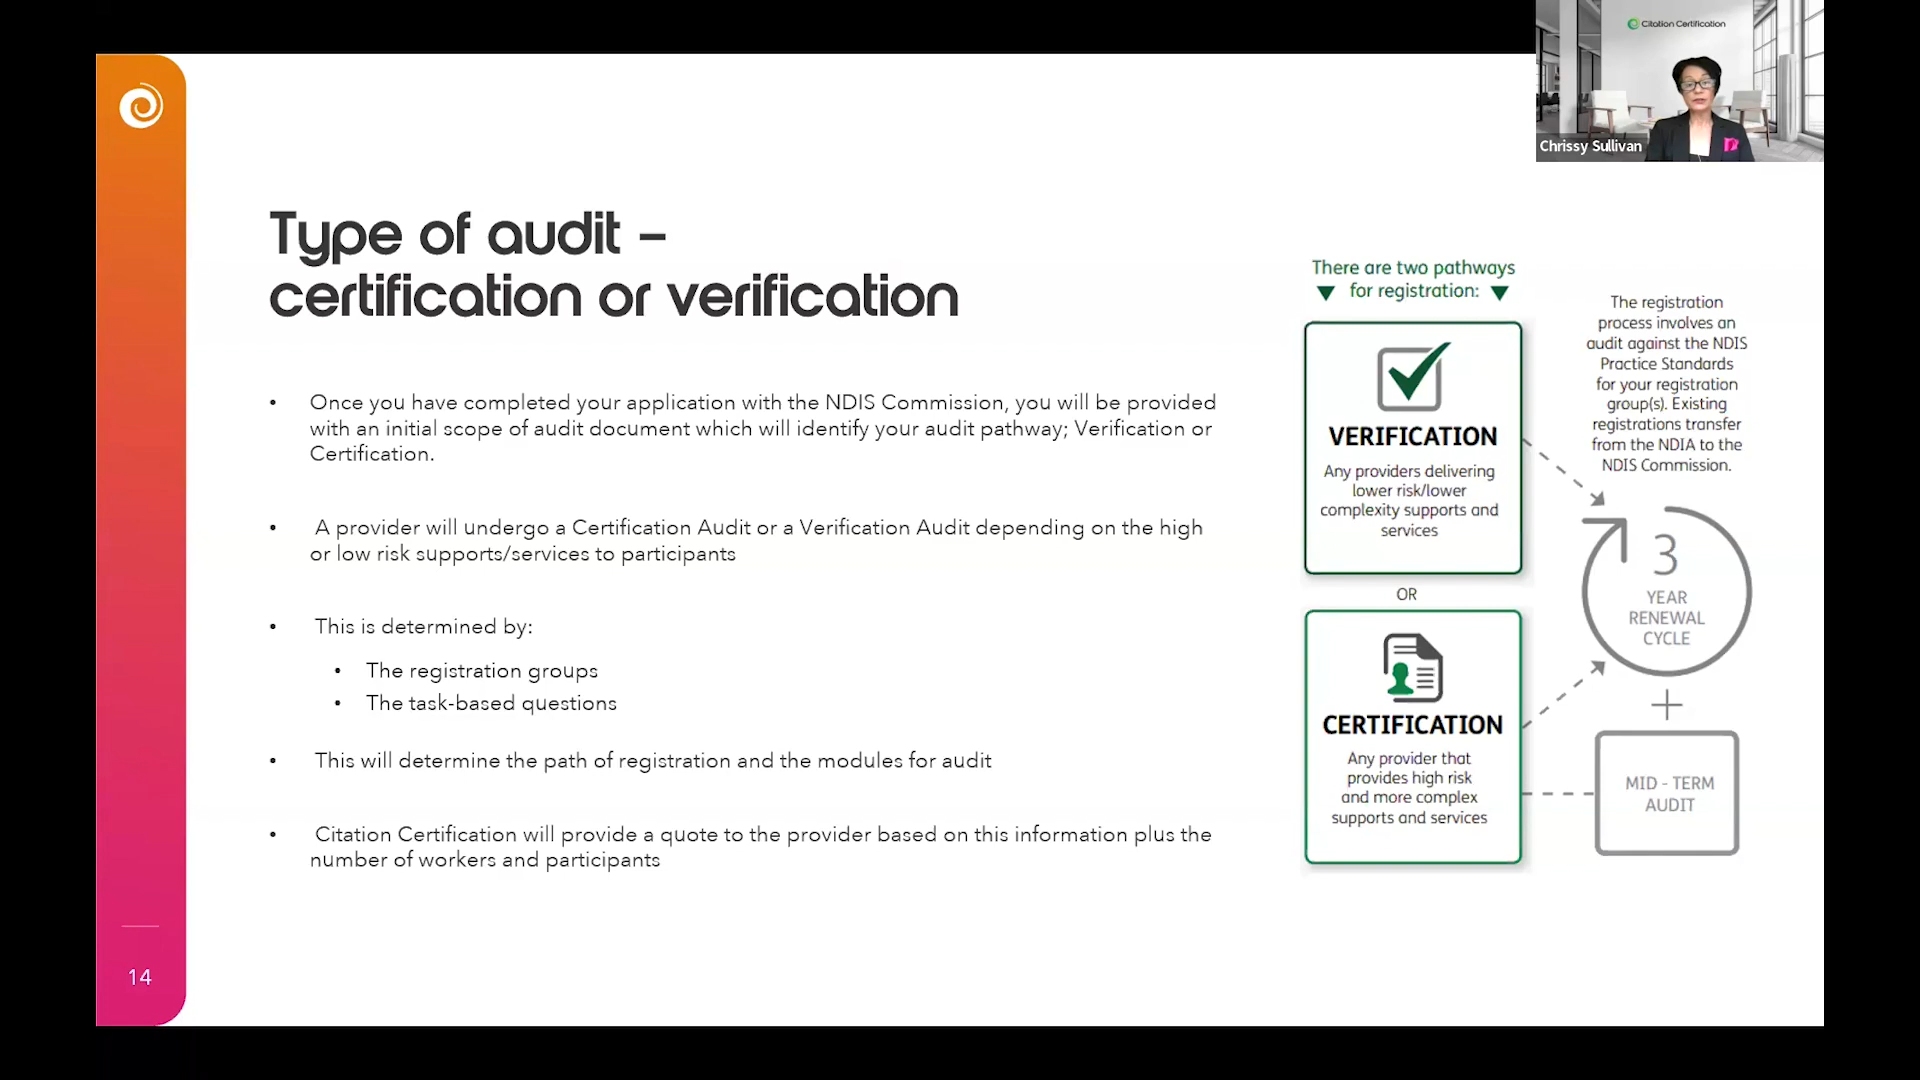 Citation Certification
Chrissy Sullivan
Type of audit –
certification or verification
• Once you have completed your application with the NDIS Commission, you will be provided
with an initial scope of audit document which will identify your audit pathway; Verification or
Certification.
• A provider will undergo a Certification Audit or a Verification Audit depending on the high
or low risk supports/services to participants
• This is determined by:
• The registration groups
• The task-based questions
• This will determine the path of registration and the modules for audit
• Citation Certification will provide a quote to the provider based on this information plus the
number of workers and participants
There are two pathways
for registration:
VERIFICATION
Any providers delivering
lower risk/lower
complexity supports and
services
OR
CERTIFICATION
Any provider that
provides high risk
and more complex
supports and services
The registration
process involves an
audit against the NDIS
Practice Standards
for your registration
group(s). Existing
registrations transfer
from the NDIA to the
NDIS Commission.
3
YEAR
RENEWAL
CYCLE
+
MID - TERM
AUDIT
14